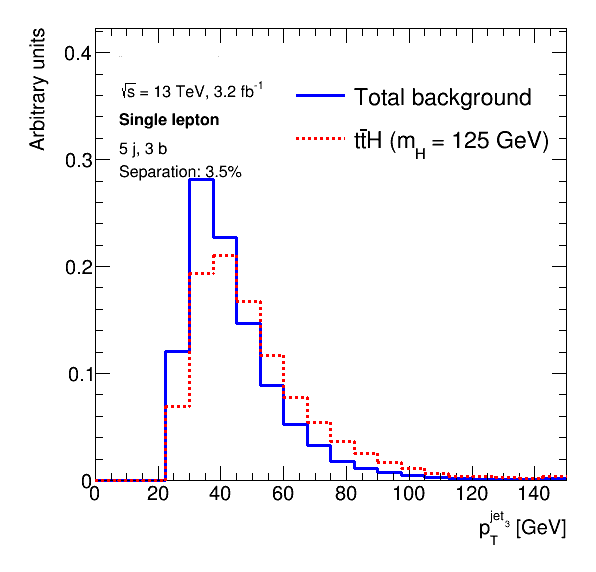 Arbitrary units
0.4
0.3
0.2
0.1
0
√s = 13 TeV, 3.2 fb⁻¹
Single lepton
5 j, 3 b
Separation: 3.5%
Total background
tt̄H (m_H = 125 GeV)
0 20 40 60 80 100 120 140
p_T^{jet_3} [GeV]